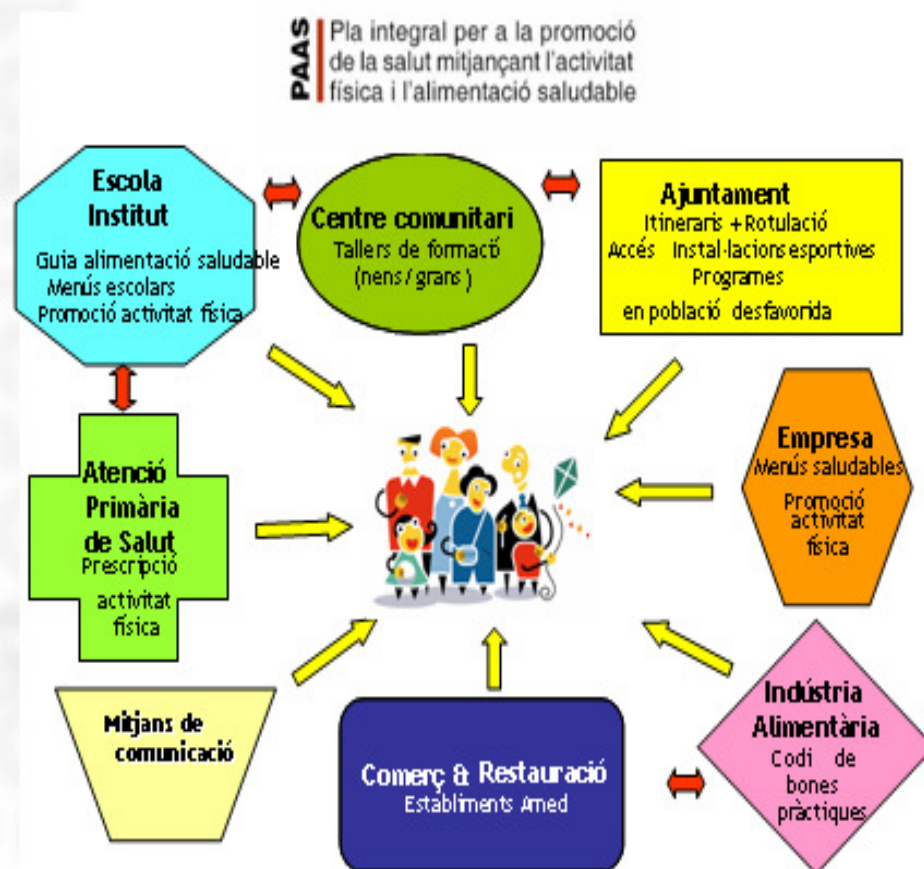 PAAS
Pla integral per a la promoció
de la salut mitjançant l'activitat
física i l'alimentació saludable
Escola
Institut
Guia alimentació saludable
Menús escolars
Promoció activitat física
Centre comunitari
Tallers de formació
(nens/ grans )
Ajuntament
Itineraris + Rotulació
Accés Instal·lacions esportives
Programes
en població desfavorida
Atenció
Primària
de Salut
Prescripció
activitat
física
Empresa
Menús saludables
Promoció
activitat
física
Mitjans de
comunicació
Comerç & Restauració
Establiments Amed
Indústria
Alimentària
Codi de
bones
pràctiques